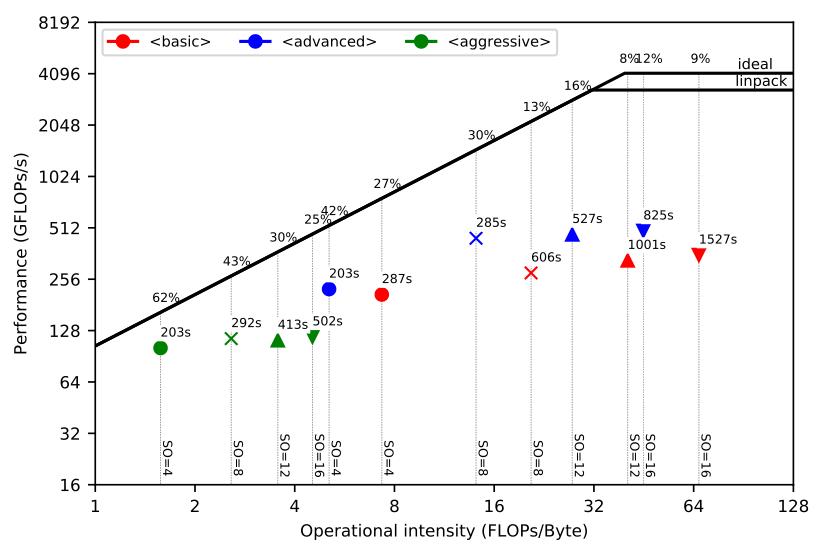 8192
4096
2048
1024
512
256
128
64
32
16
Performance (GFLOPs/s)
<basic> <advanced> <aggressive>
8% 12% 9%
ideal
linpack
16%
13%
30%
27%
42%
25%
30%
43%
62%
285s 527s 825s
606s 1001s 1527s
203s 287s
203s 292s 413s 502s
SO=4 SO=8 SO=12 SO=16 SO=4 SO=4 SO=8 SO=8 SO=12 SO=12 SO=16 SO=16
1 2 4 8 16 32 64 128
Operational intensity (FLOPs/Byte)